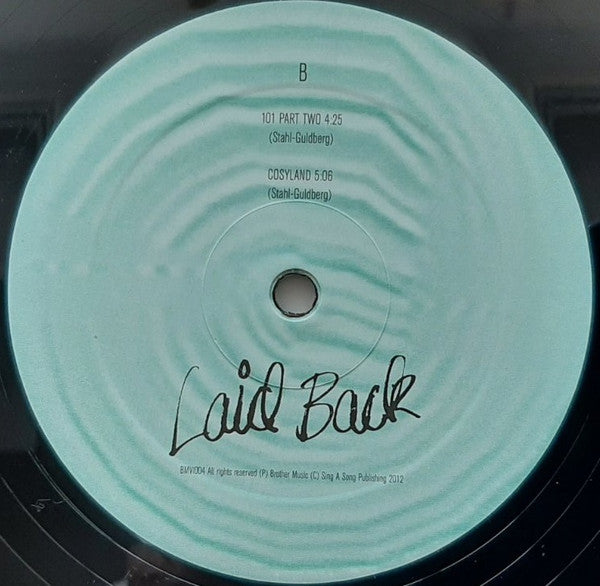 B
101 PART TWO 4:25
(Stahl-Guldberg)
COSYLAND 5:06
(Stahl-Guldberg)
Laid Back
BMVI004 All rights reserved (P) Brother Music (C) Sing A Song Publishing 2012